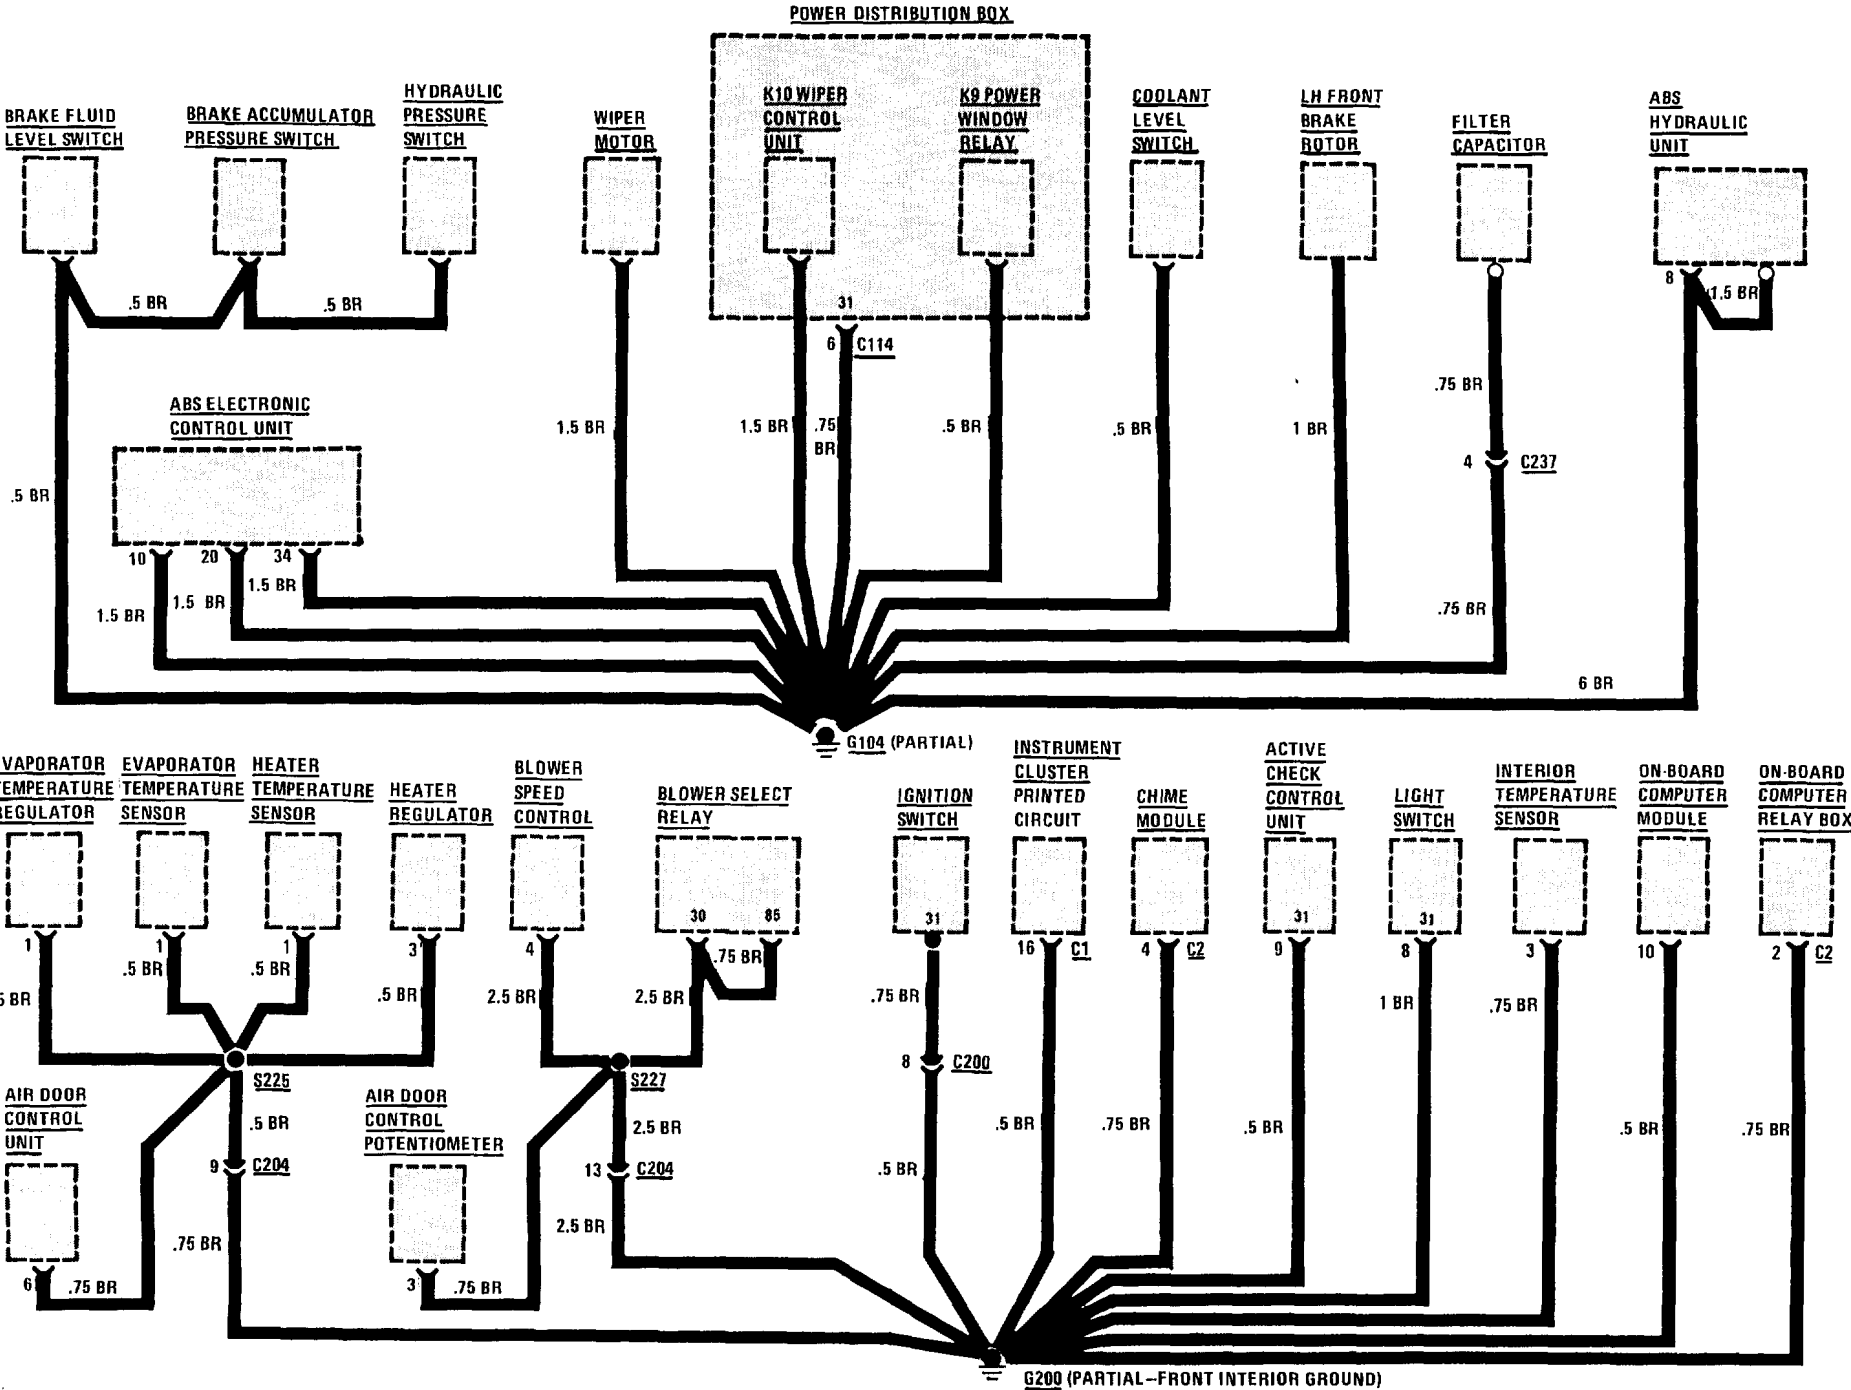 POWER DISTRIBUTION BOX
BRAKE FLUID
LEVEL SWITCH
BRAKE ACCUMULATOR
PRESSURE SWITCH
HYDRAULIC
PRESSURE
SWITCH
WIPER
MOTOR
K10 WIPER
CONTROL
UNIT
K9 POWER
WINDOW
RELAY
COOLANT
LEVEL
SWITCH
LH FRONT
BRAKE
ROTOR
FILTER
CAPACITOR
ABS
HYDRAULIC
UNIT
.5 BR
.5 BR
31
6 C114
8
1.5 BR
ABS ELECTRONIC
CONTROL UNIT
.5 BR
10 20 34
1.5 BR
1.5 BR
1.5 BR
1.5 BR
1.5 BR
.75
BR
.5 BR
.5 BR
1 BR
.75 BR
4 C237
.75 BR
6 BR
G104 (PARTIAL)
VAPORATOR
TEMPERATURE
REGULATOR
EVAPORATOR
TEMPERATURE
SENSOR
HEATER
TEMPERATURE
SENSOR
HEATER
REGULATOR
BLOWER
SPEED
CONTROL
BLOWER SELECT
RELAY
IGNITION
SWITCH
INSTRUMENT
CLUSTER
PRINTED
CIRCUIT
CHIME
MODULE
ACTIVE
CHECK
CONTROL
UNIT
LIGHT
SWITCH
INTERIOR
TEMPERATURE
SENSOR
ON-BOARD
COMPUTER
MODULE
ON-BOARD
COMPUTER
RELAY BOX
30 85
31
31
31
1
1
1
3
4
16 C1
4 C2
9
8
3
10
2 C2
5 BR
.5 BR
.5 BR
.5 BR
2.5 BR
2.5 BR
.75 BR
.75 BR
1 BR
.75 BR
S225
S227
8 C200
AIR DOOR
CONTROL
UNIT
.5 BR
9 C204
AIR DOOR
CONTROL
POTENTIOMETER
2.5 BR
13 C204
.5 BR
.5 BR
.75 BR
.5 BR
.5 BR
.75 BR
.75 BR
2.5 BR
6
.75 BR
3
.75 BR
G200 (PARTIAL-FRONT INTERIOR GROUND)